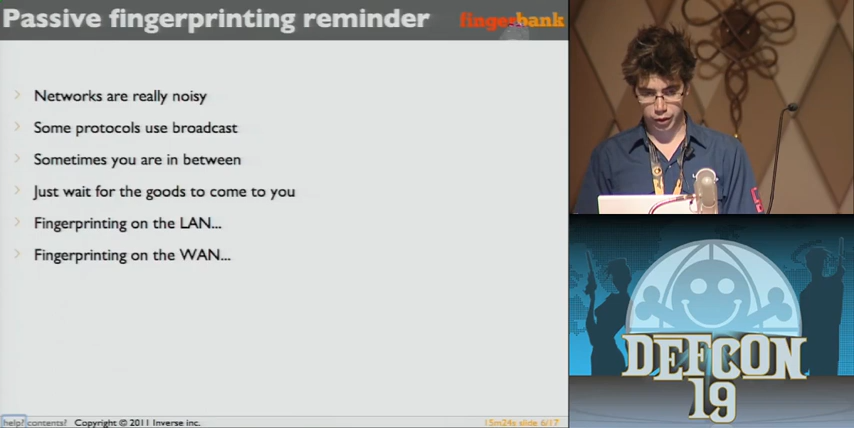 Passive fingerprinting reminder
fingerbank
Networks are really noisy
Some protocols use broadcast
Sometimes you are in between
Just wait for the goods to come to you
Fingerprinting on the LAN...
Fingerprinting on the WAN...
help? contents? Copyright © 2011 Inverse inc.
15m24s slide 6/17
DEFCON
19